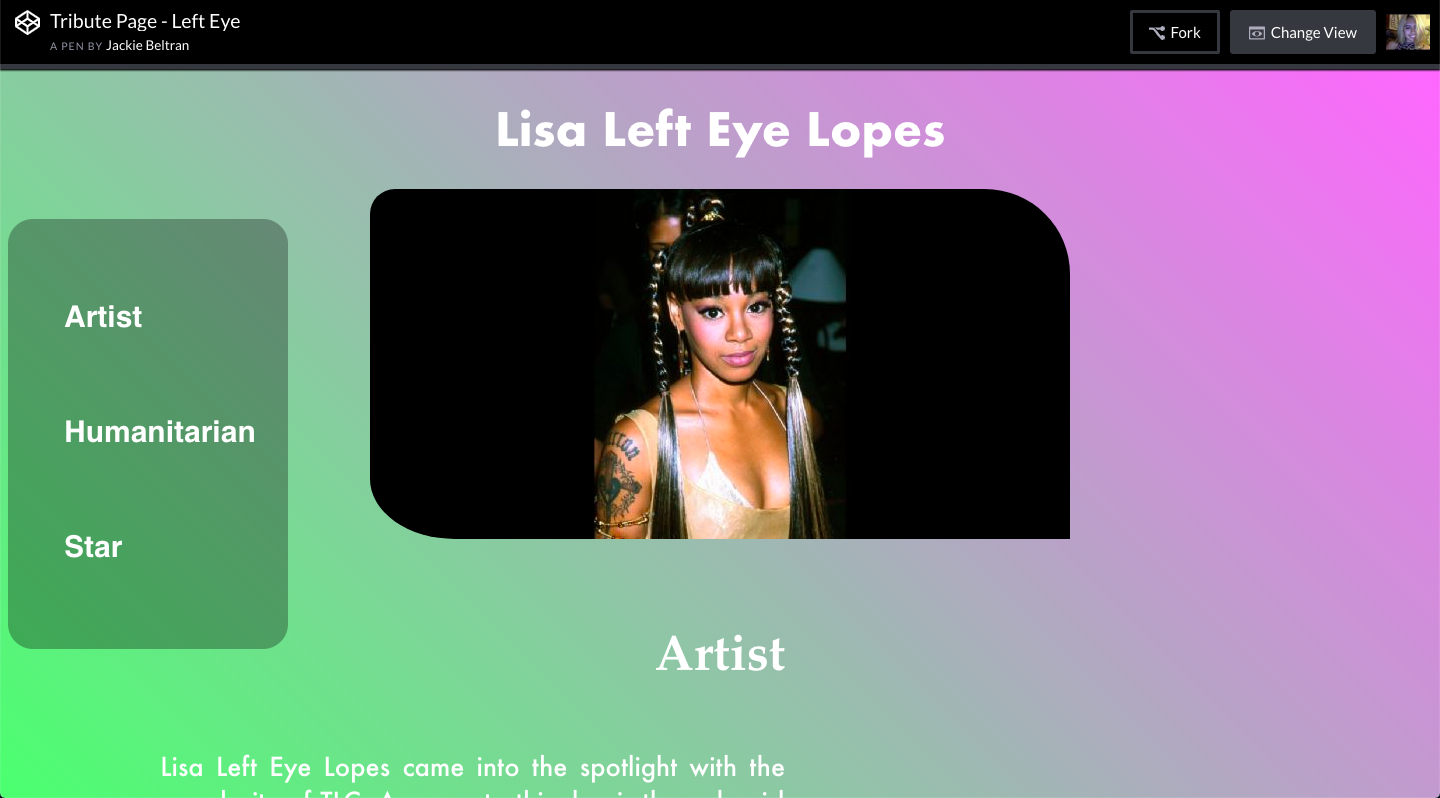 Tribute Page - Left Eye
A PEN BY Jackie Beltran
Fork
Change View
Lisa Left Eye Lopes
Artist
Humanitarian
Star
Artist
Lisa Left Eye Lopes came into the spotlight with the